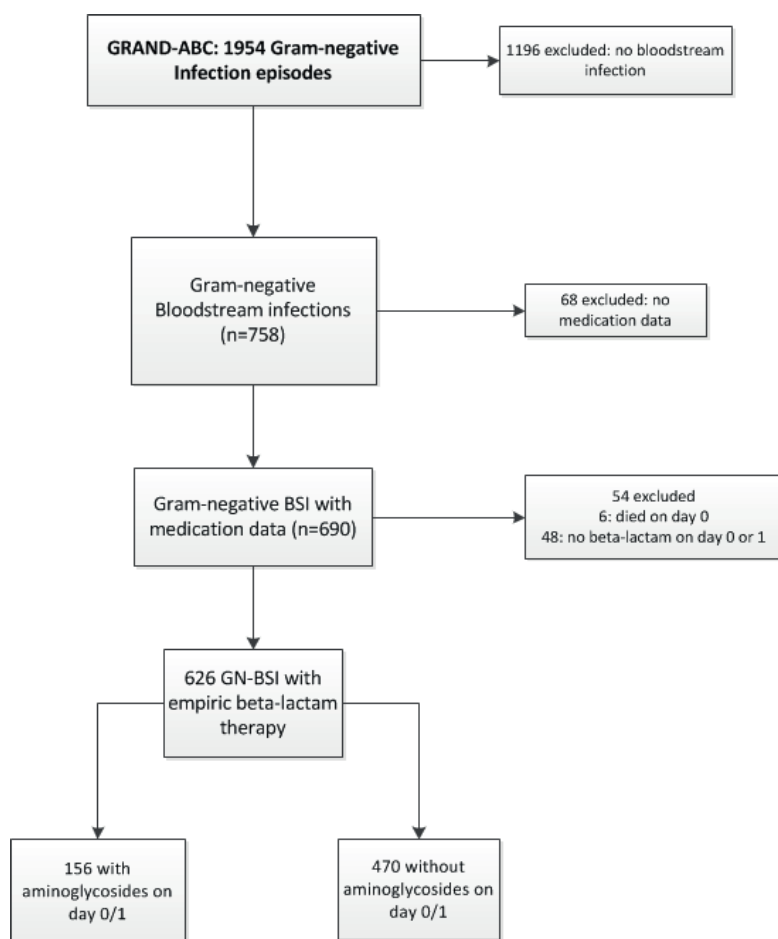 GRAND-ABC: 1954 Gram-negative
Infection episodes
1196 excluded: no bloodstream
infection
Gram-negative
Bloodstream infections
(n=758)
68 excluded: no
medication data
Gram-negative BSI with
medication data (n=690)
54 excluded
6: died on day 0
48: no beta-lactam on day 0 or 1
626 GN-BSI with
empiric beta-lactam
therapy
156 with
aminoglycosides on
day 0/1
470 without
aminoglycosides on
day 0/1